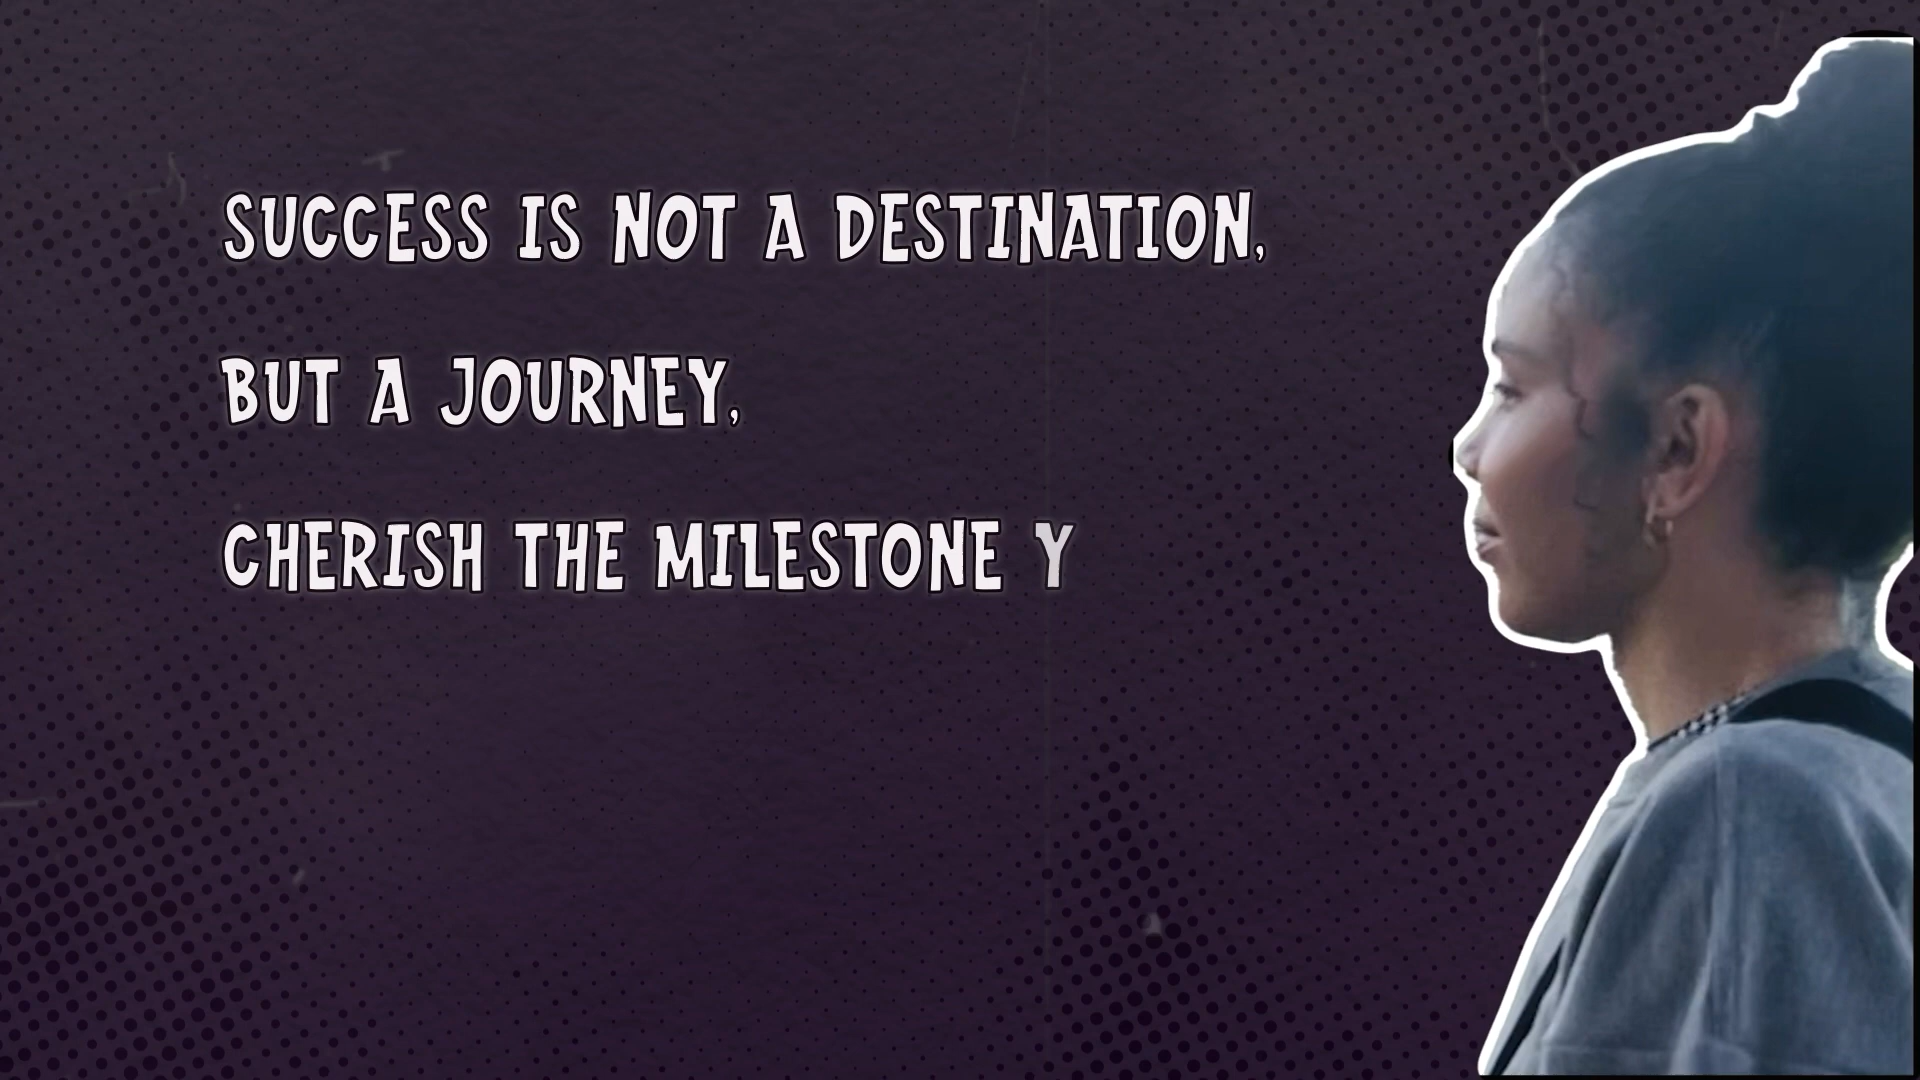 SUCCESS IS NOT A DESTINATION,
BUT A JOURNEY,
CHERISH THE MILESTONE Y